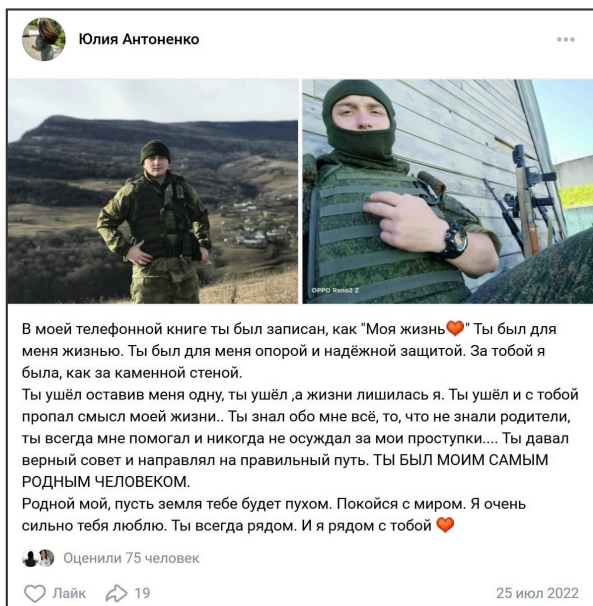 Юлия Антоненко
OPPO Reno2 Z
В моей телефонной книге ты был записан, как "Моя жизнь❤" Ты был для
меня жизнью. Ты был для меня опорой и надёжной защитой. За тобой я
была, как за каменной стеной.
Ты ушёл оставив меня одну, ты ушёл ,а жизни лишилась я. Ты ушёл и с тобой
пропал смысл моей жизни.. Ты знал обо мне всё, то, что не знали родители,
ты всегда мне помогал и никогда не осуждал за мои проступки.... Ты давал
верный совет и направлял на правильный путь. ТЫ БЫЛ МОИМ САМЫМ
РОДНЫМ ЧЕЛОВЕКОМ.
Родной мой, пусть земля тебе будет пухом. Покойся с миром. Я очень
сильно тебя люблю. Ты всегда рядом. И я рядом с тобой ❤
Оценили 75 человек
Лайк 19 25 июл 2022